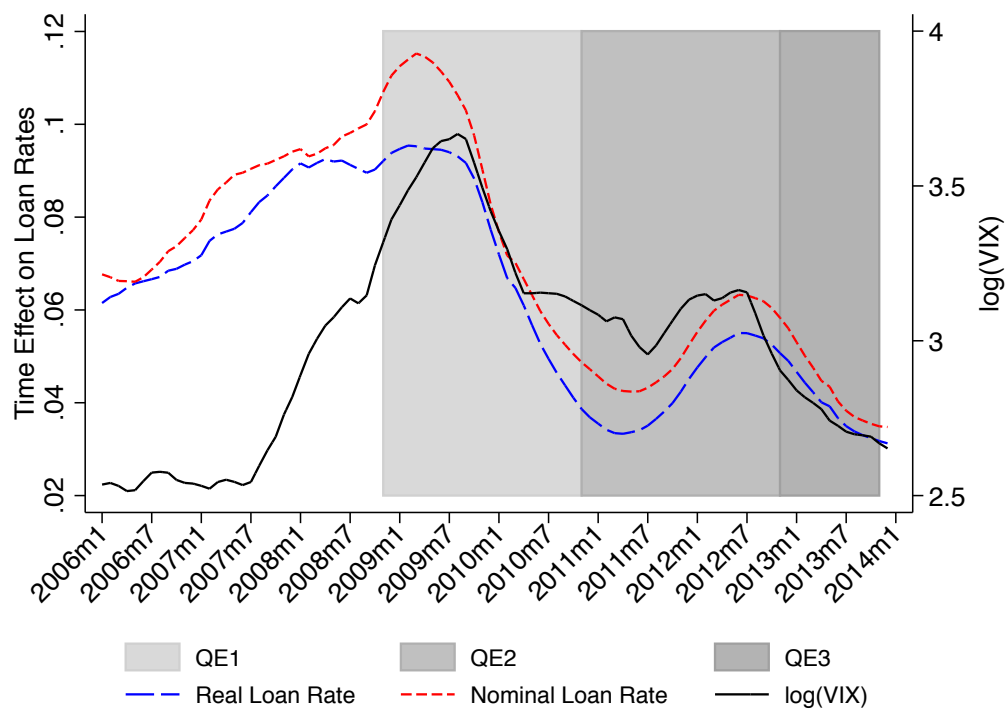 Time Effect on Loan Rates
.12
.1
.08
.06
.04
.02
4
3.5
3
2.5
log(VIX)
2006m1
2006m7
2007m1
2007m7
2008m1
2008m7
2009m1
2009m7
2010m1
2010m7
2011m1
2011m7
2012m1
2012m7
2013m1
2013m7
2014m1
QE1 QE2 QE3
Real Loan Rate Nominal Loan Rate log(VIX)